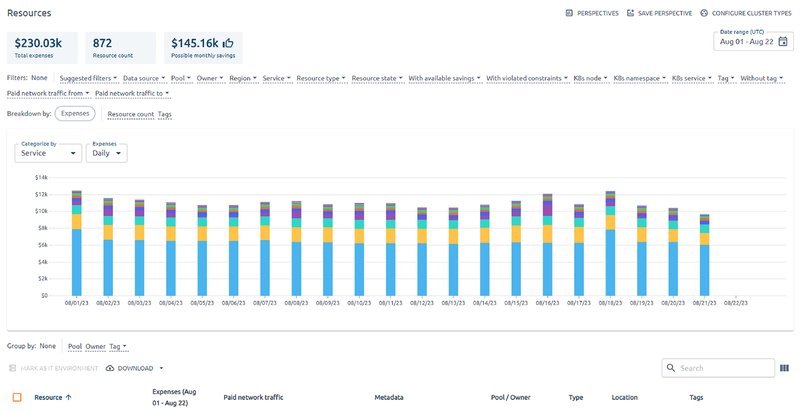 Resources
PERSPECTIVES SAVE PERSPECTIVE CONFIGURE CLUSTER TYPES
$230.03k
Total expenses
872
Resource count
$145.16k
Possible monthly savings
Date range (UTC)
Aug 01 - Aug 22
Filters: None Suggested filters Data source Pool Owner Region Service Resource type Resource state With available savings With violated constraints K8s node K8s namespace K8s service Tag Without tag
Paid network traffic from Paid network traffic to
Breakdown by: Expenses Resource count Tags
Categorize by
Service
Expenses
Daily
$14k
$12k
$10k
$8k
$6k
$4k
$2k
$0
08/01/23 08/02/23 08/03/23 08/04/23 08/05/23 08/06/23 08/07/23 08/08/23 08/09/23 08/10/23 08/11/23 08/12/23 08/13/23 08/14/23 08/15/23 08/16/23 08/17/23 08/18/23 08/19/23 08/20/23 08/21/23 08/22/23
Group by: None Pool Owner Tag
MARK AS IT ENVIRONMENT DOWNLOAD
Search
Resource Expenses (Aug 01 - Aug 22) Paid network traffic Metadata Pool / Owner Type Location Tags